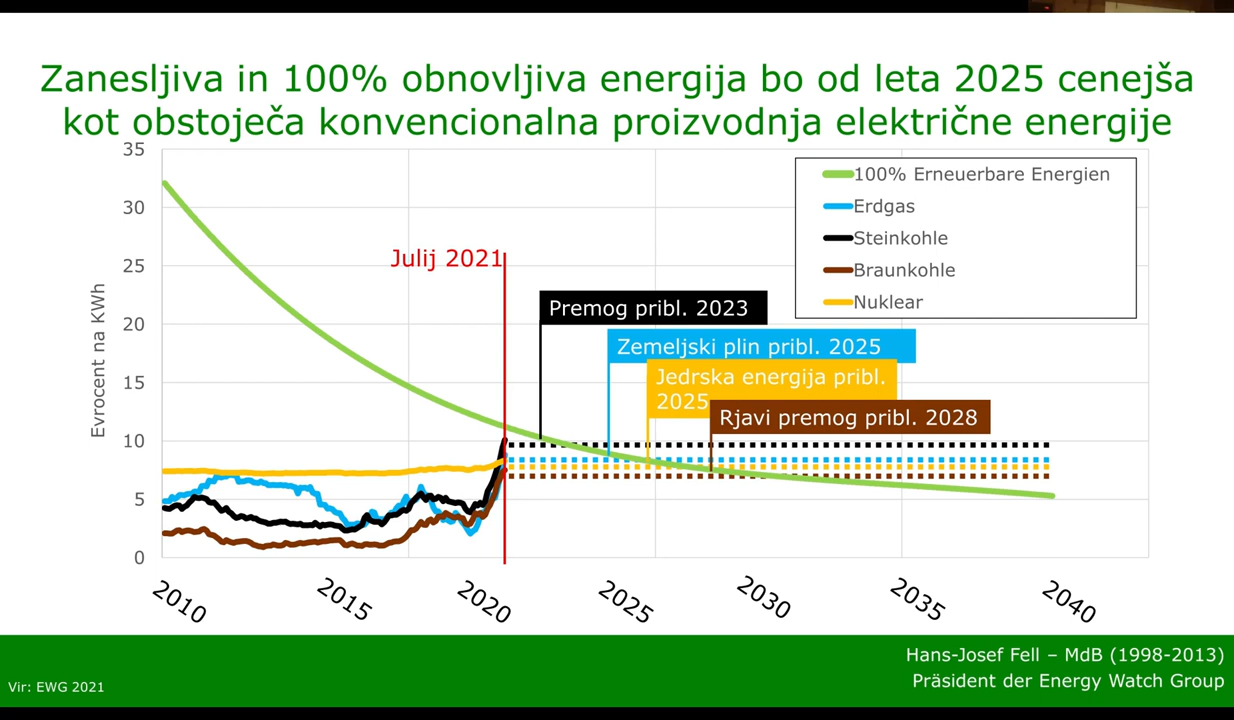 Zanesljiva in 100% obnovljiva energija bo od leta 2025 cenejša
kot obstoječa konvencionalna proizvodnja električne energije
35
30
25
20
15
10
5
0
Evrocent na KWh
Julij 2021
100% Erneuerbare Energien
Erdgas
Steinkohle
Braunkohle
Nuklear
Premog pribl. 2023
Zemeljski plin pribl. 2025
Jedrska energija pribl.
2025
Rjavi premog pribl. 2028
2010
2015
2020
2025
2030
2035
2040
Hans-Josef Fell – MdB (1998-2013)
Präsident der Energy Watch Group
Vir: EWG 2021